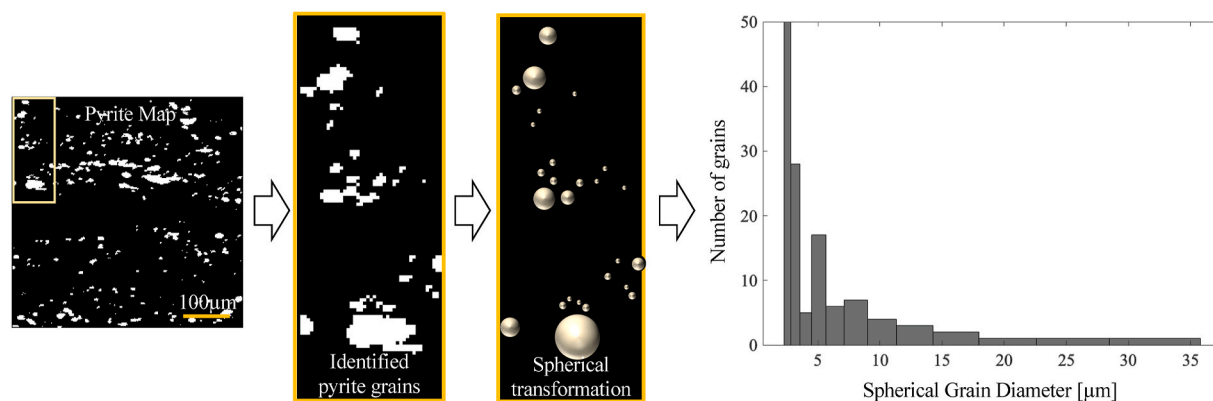 Pyrite Map
100μm
Identified
pyrite grains
Spherical
transformation
Number of grains
50
40
30
20
10
0
5
10
15
20
25
30
35
Spherical Grain Diameter [μm]